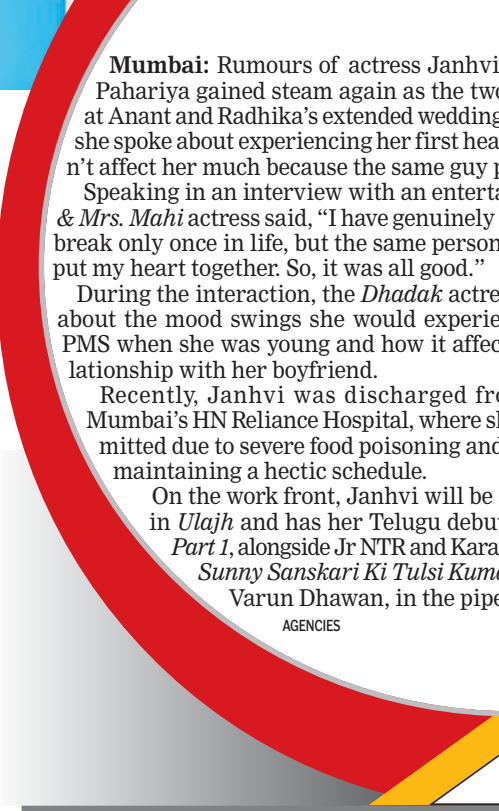 Mumbai: Rumours of actress Janhvi
Pahariya gained steam again as the two
at Anant and Radhika's extended wedding
she spoke about experiencing her first hea
n't affect her much because the same guy p
Speaking in an interview with an enterta
& Mrs. Mahi actress said, "I have genuinely
break only once in life, but the same person
put my heart together. So, it was all good."
During the interaction, the Dhadak actre
about the mood swings she would experie
PMS when she was young and how it affec
lationship with her boyfriend.
Recently, Janhvi was discharged fro
Mumbai's HN Reliance Hospital, where sh
mitted due to severe food poisoning and
maintaining a hectic schedule.
On the work front, Janhvi will be
in Ulajh and has her Telugu debut
Part 1, alongside Jr NTR and Kara
Sunny Sanskari Ki Tulsi Kuma
Varun Dhawan, in the pipe
AGENCIES